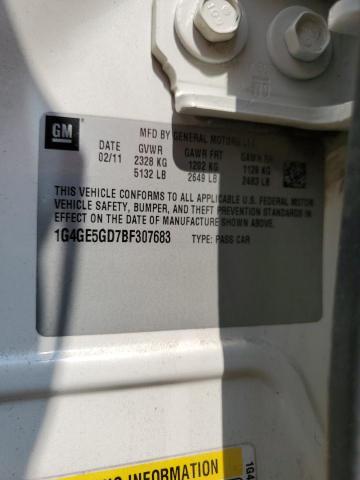 GM
MFD BY GENERAL MOTORS LLC
DATE GVWR GAWR FRT GAWR RR
02/11 2328 KG 1202 KG 1126 KG
5132 LB 2649 LB 2483 LB
THIS VEHICLE CONFORMS TO ALL APPLICABLE U.S. FEDERAL MOTOR
VEHICLE SAFETY, BUMPER, AND THEFT PREVENTION STANDARDS IN
EFFECT ON THE DATE OF MANUFACTURE SHOWN ABOVE.
1G4GE5GD7BF307683 TYPE: PASS CAR
INFORMATION